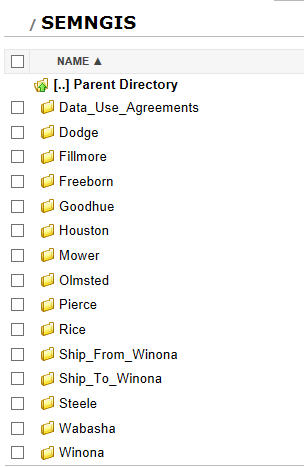 / SEMNGIS
NAME ▲
[..] Parent Directory
Data_Use_Agreements
Dodge
Fillmore
Freeborn
Goodhue
Houston
Mower
Olmsted
Pierce
Rice
Ship_From_Winona
Ship_To_Winona
Steele
Wabasha
Winona